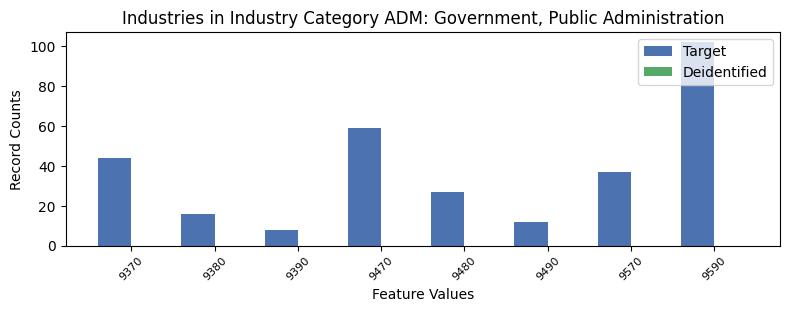 Industries in Industry Category ADM: Government, Public Administration
Target
Deidentified
Record Counts
100
80
60
40
20
0
9370 9380 9390 9470 9480 9490 9570 9590
Feature Values